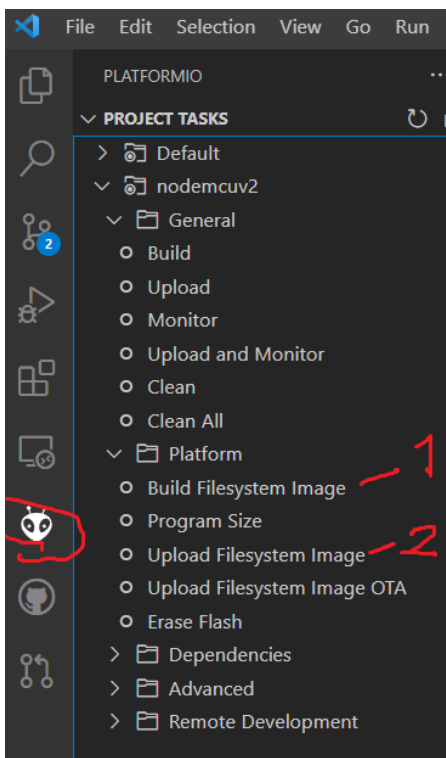 File Edit Selection View Go Run
PLATFORMIO
PROJECT TASKS
Default
nodemcuv2
General
Build
Upload
Monitor
2
Upload and Monitor
Clean
Clean All
Platform
1
Build Filesystem Image
Program Size
Upload Filesystem Image
2
Upload Filesystem Image OTA
Erase Flash
Dependencies
Advanced
Remote Development